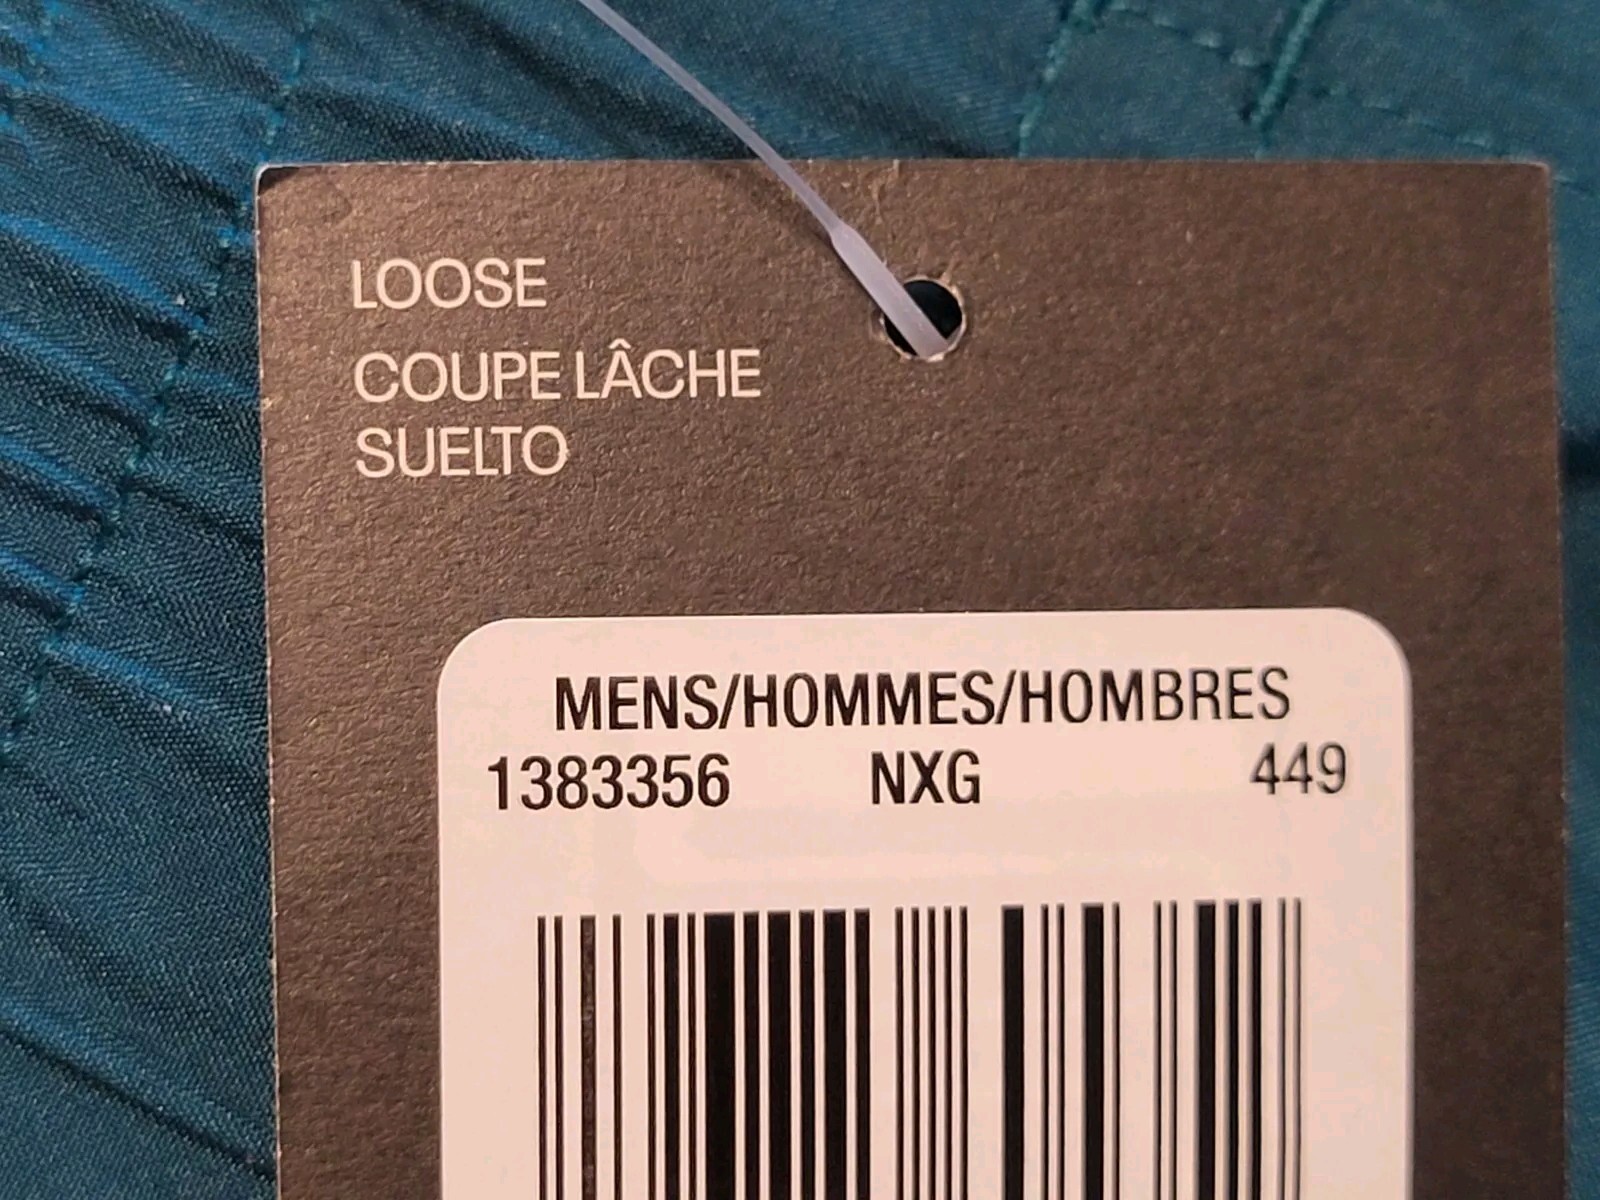 LOOSE
COUPE LÂCHE
SUELTO
MENS/HOMMES/HOMBRES
1383356 NXG 449